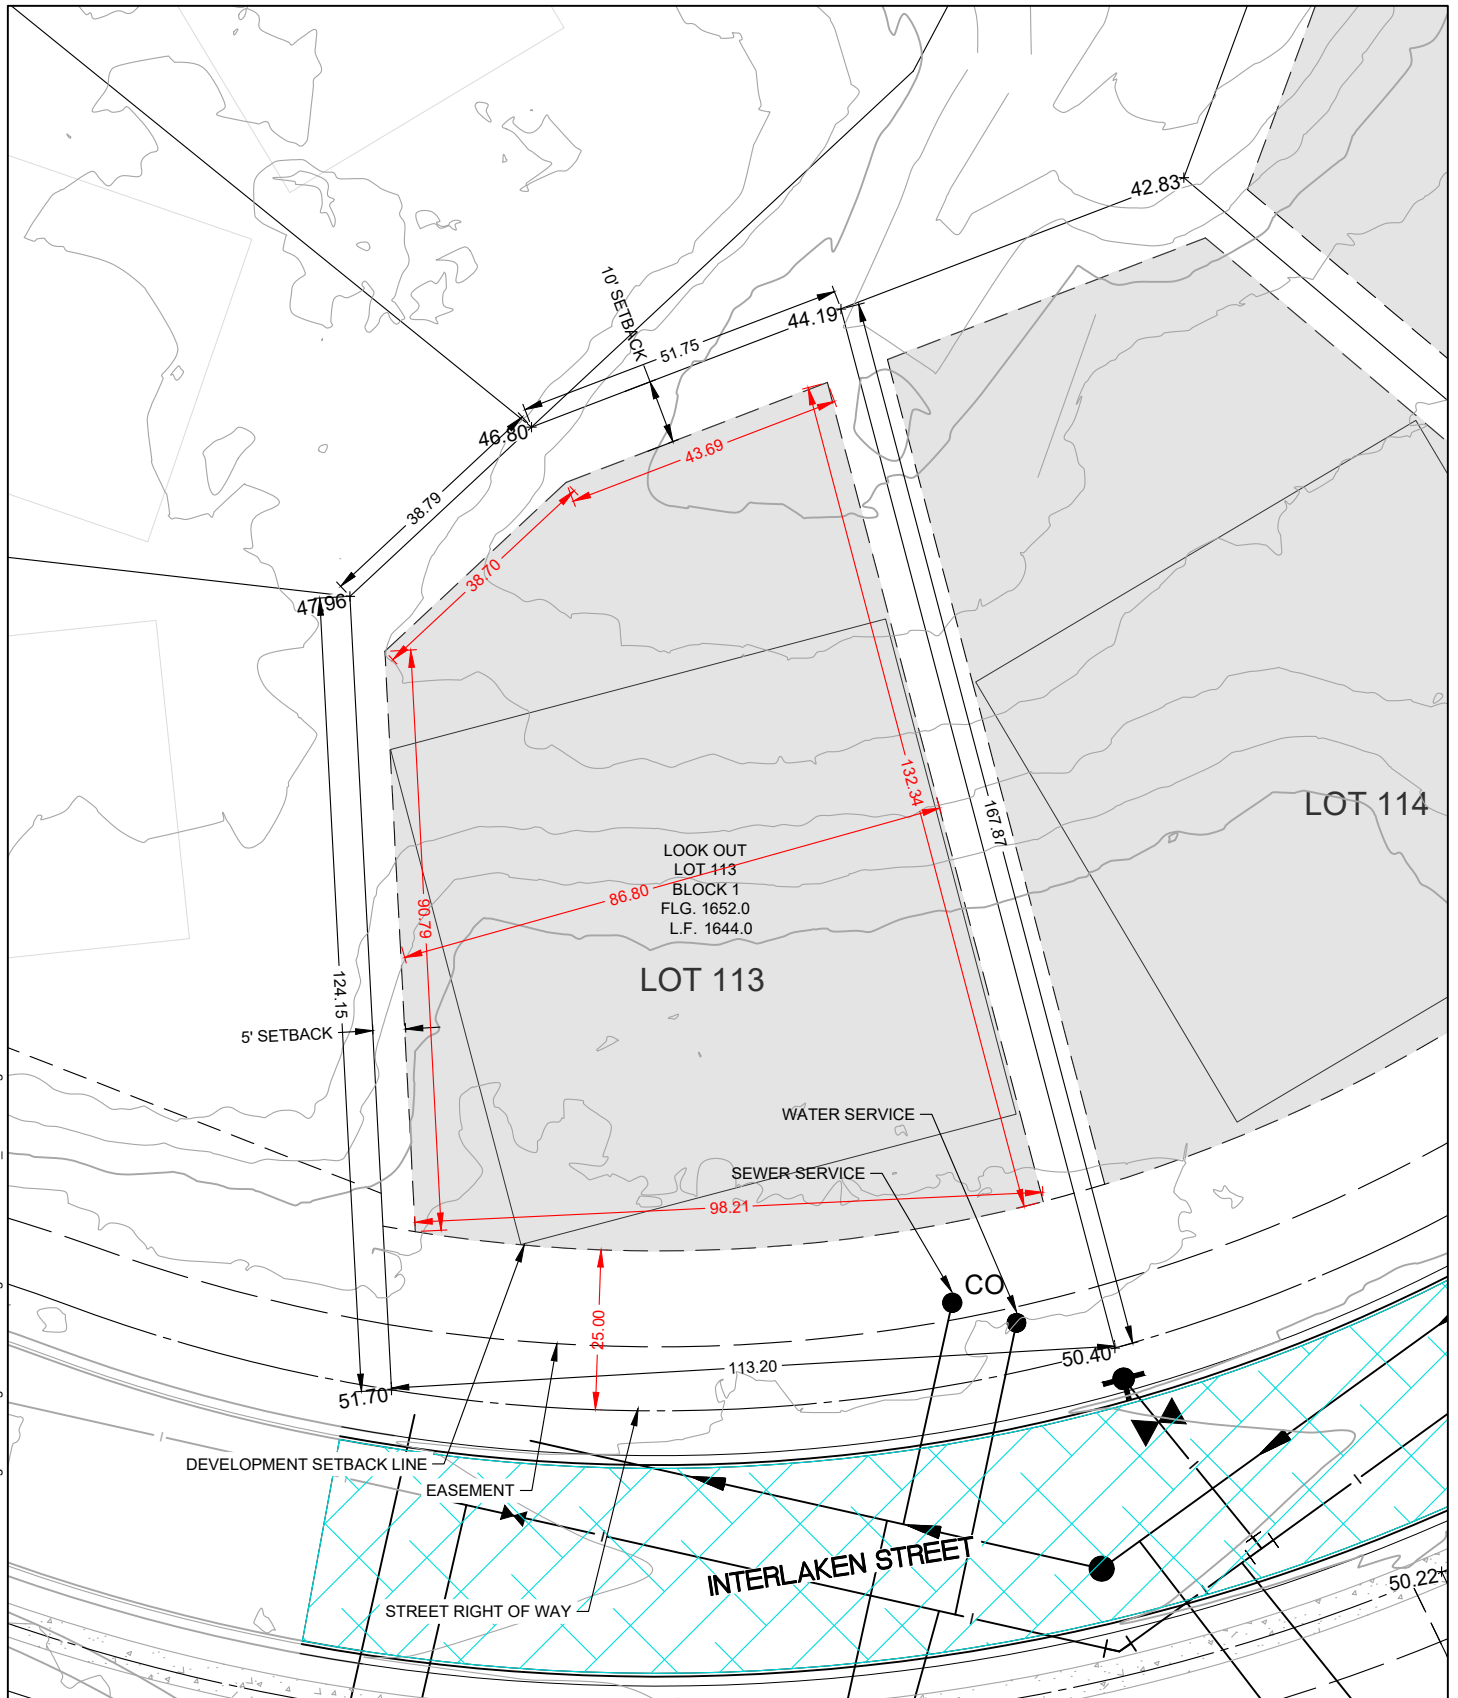 42.83
10' SETBACK
44.19
51.75
46.80
43.69
38.79
38.70
47.96
132.34
167.87
LOT 114
LOOK OUT
LOT 113
BLOCK 1
FLG. 1652.0
L.F. 1644.0
86.80
90.79
LOT 113
124.15
5' SETBACK
WATER SERVICE
SEWER SERVICE
98.21
CO
25.00
50.40
113.20
51.70
DEVELOPMENT SETBACK LINE
EASEMENT
INTERLAKEN STREET
50.22
STREET RIGHT OF WAY